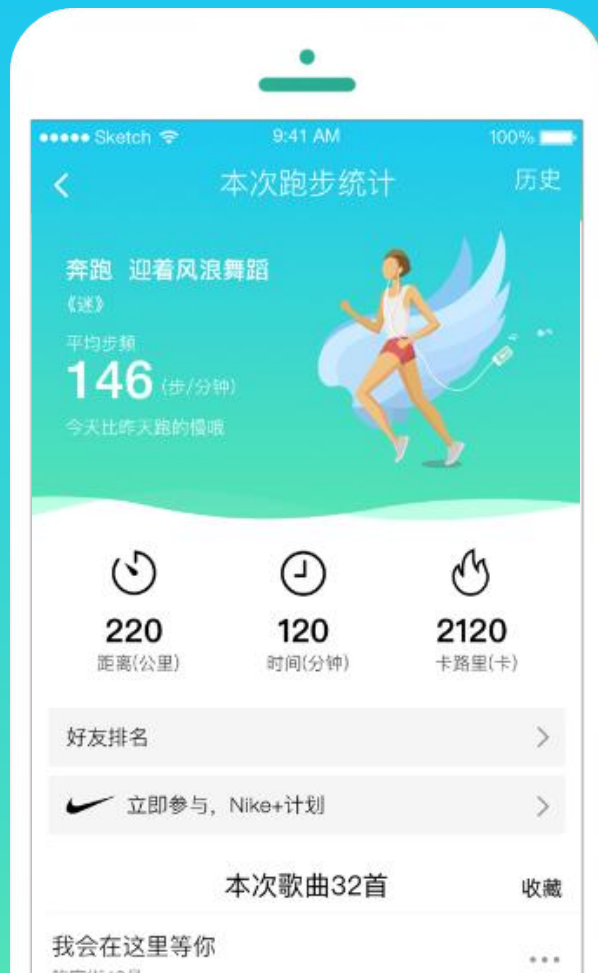 Sketch 9:41 AM 100%
本次跑步统计 历史
奔跑 迎着风浪舞蹈
《迷》
平均步频
146 (步/分钟)
今天比昨天跑的慢哦
220 120 2120
距离(公里) 时间(分钟) 卡路里(卡)
好友排名
立即参与，Nike+计划
本次歌曲32首 收藏
我会在这里等你